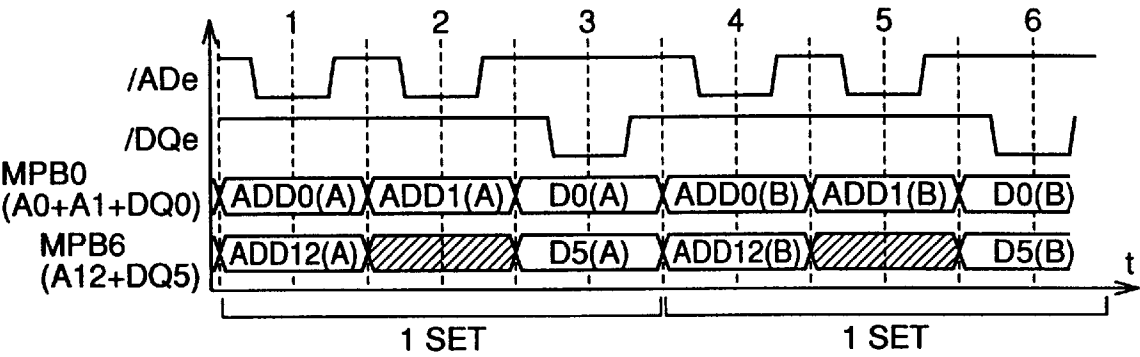 1 2 3 4 5 6
/ADe
/DQe
MPB0
(A0+A1+DQ0)
ADD0(A) ADD1(A) D0(A) ADD0(B) ADD1(B) D0(B)
MPB6
(A12+DQ5)
ADD12(A) D5(A) ADD12(B) D5(B)
t
1 SET 1 SET